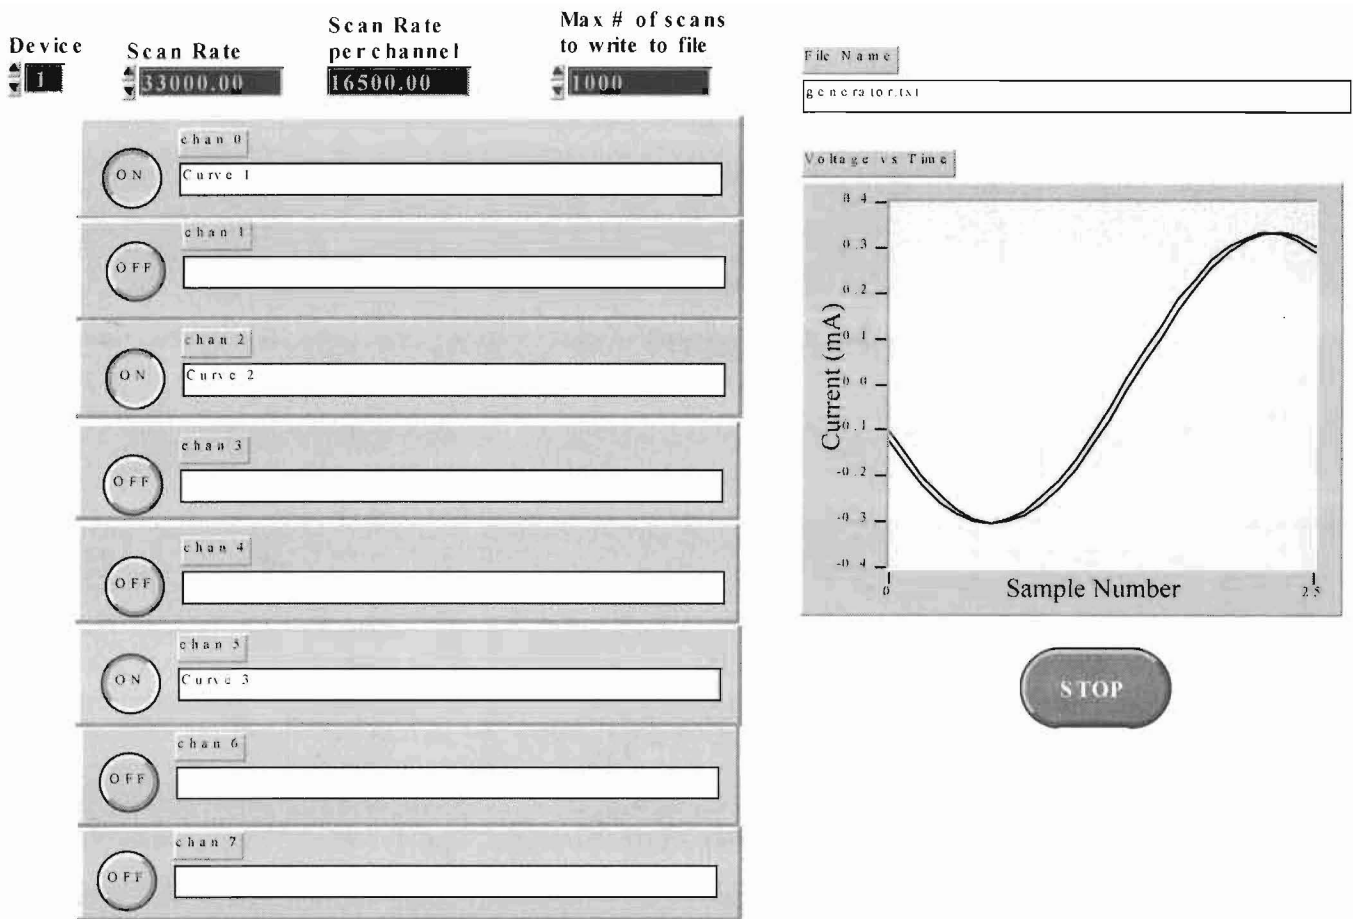 Device
1
Scan Rate
33000.00
Scan Rate
per channel
16500.00
Max # of scans
to write to file
1000
chan 0
ON
Curve 1
chan 1
OFF
chan 2
ON
Curve 2
chan 3
OFF
chan 4
OFF
chan 5
ON
Curve 3
chan 6
OFF
chan 7
OFF
File Name
generator.txt
Voltage vs Time
Current (mA)
0.4
0.3
0.2
0.1
0.0
-0.1
-0.2
-0.3
-0.4
0
Sample Number
25
STOP